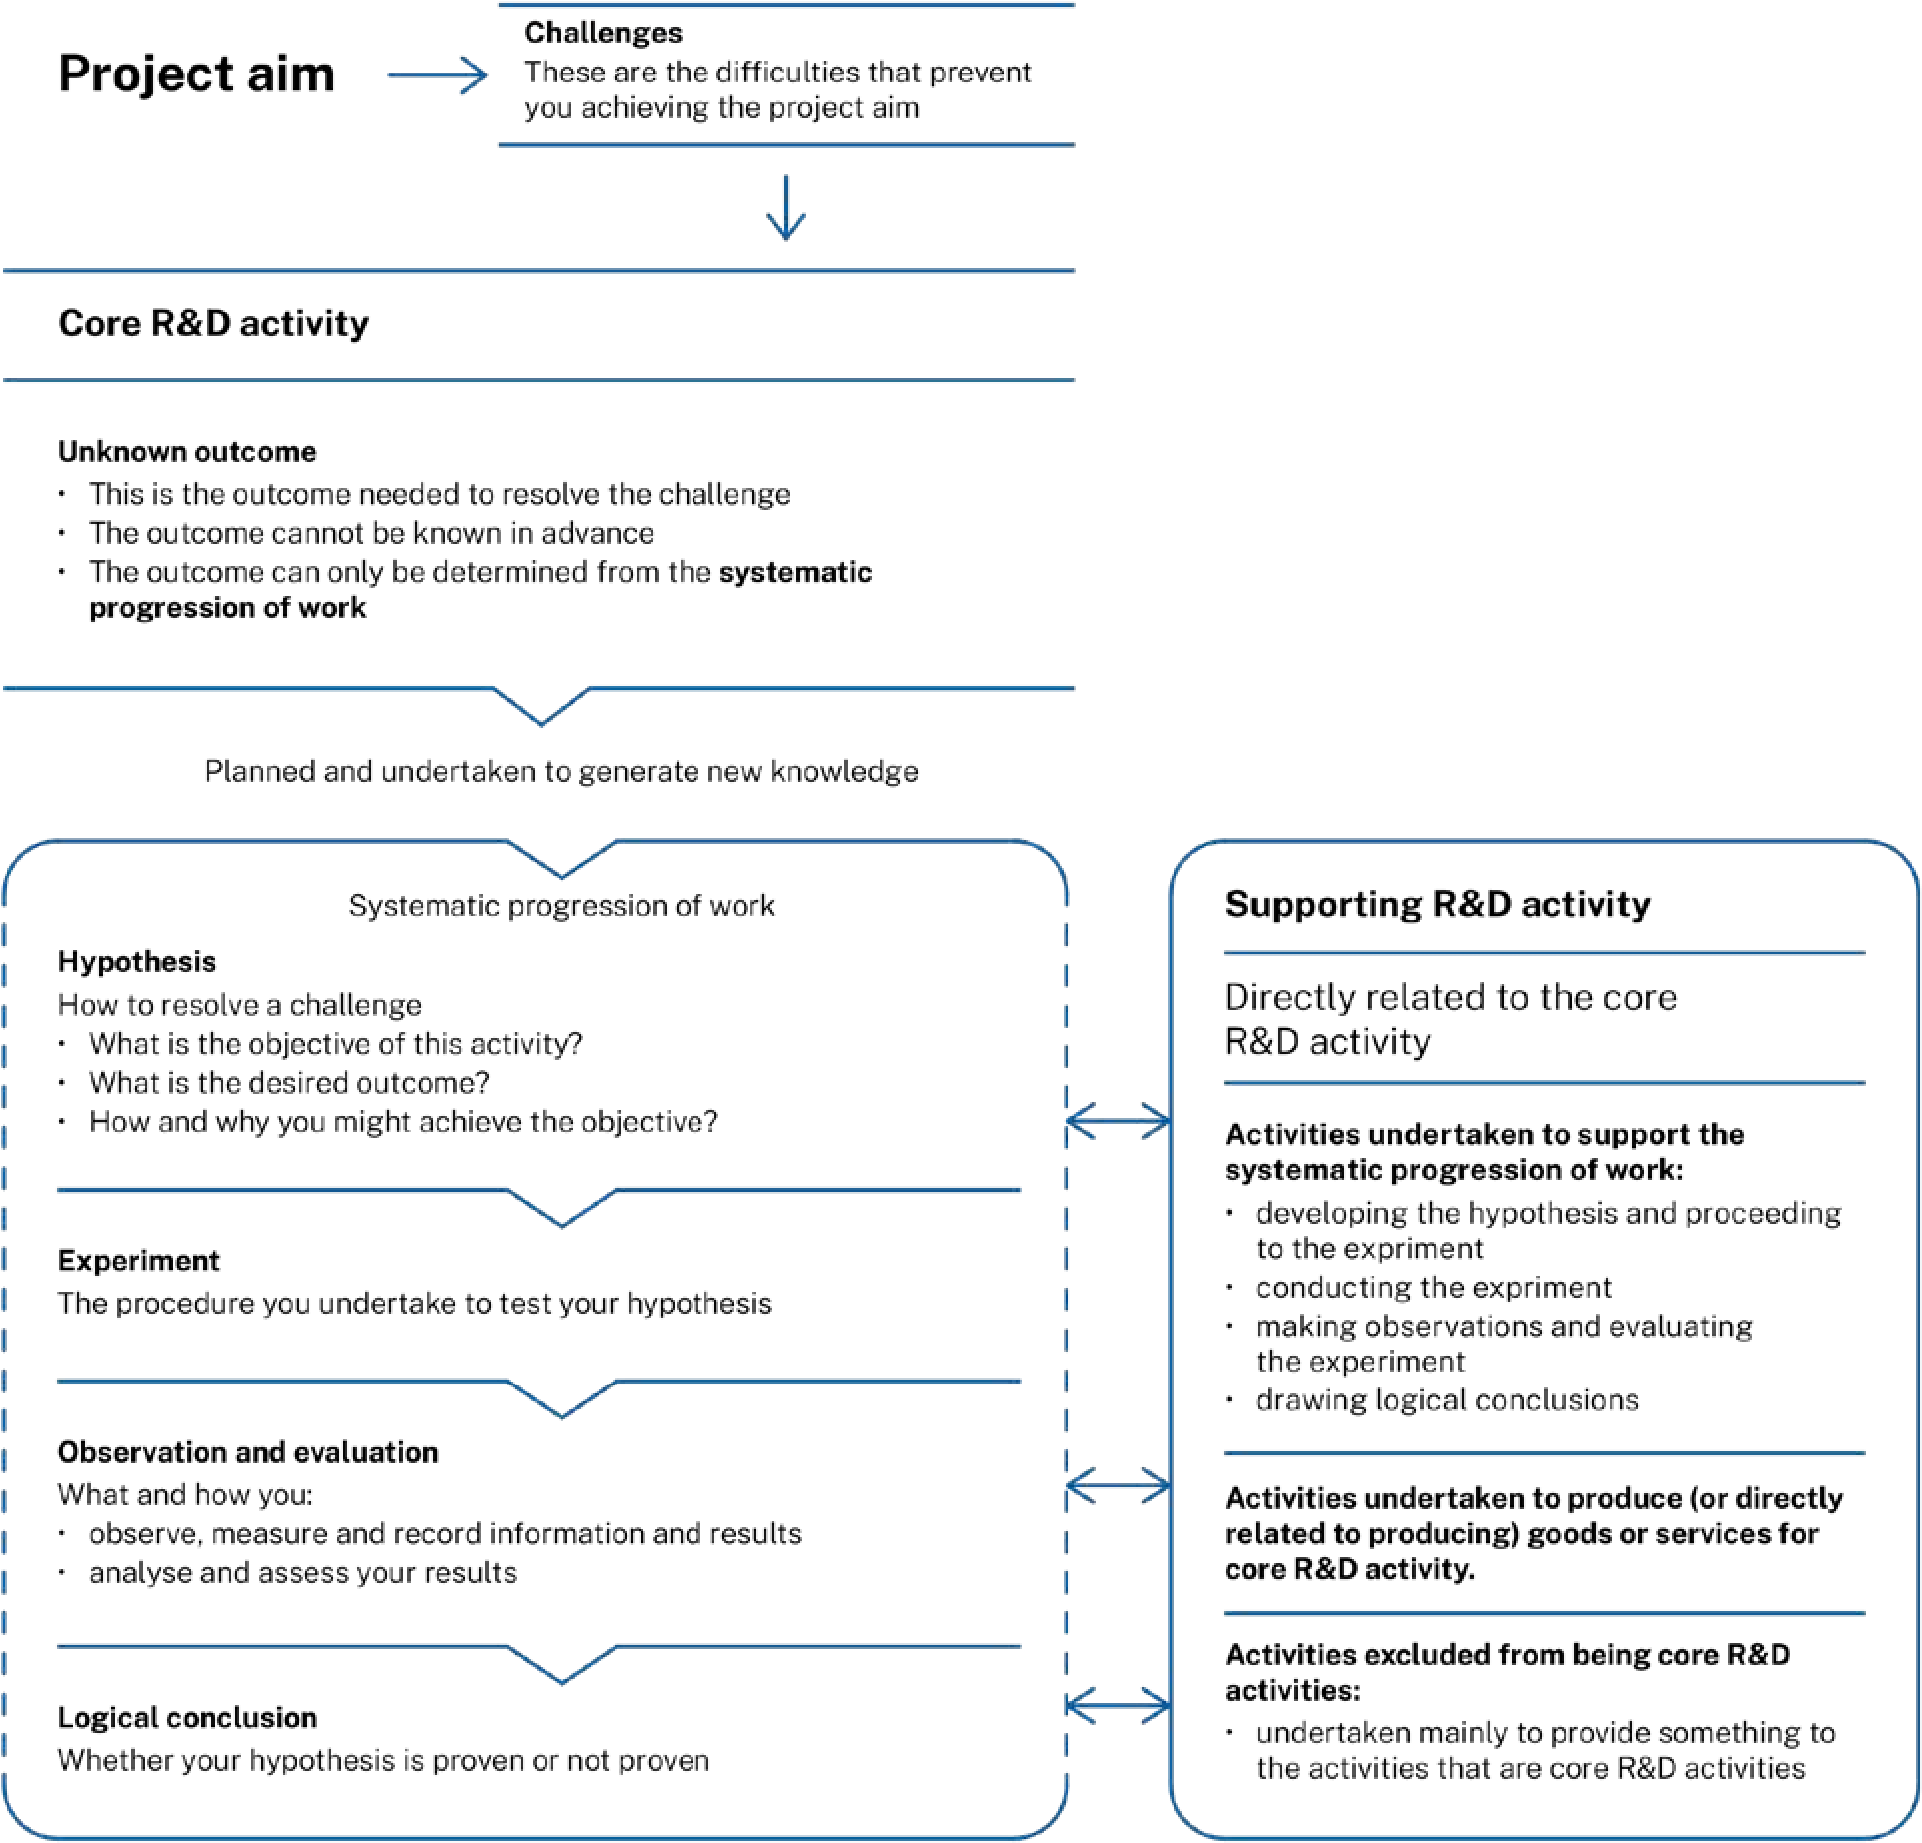 Project aim
Challenges
These are the difficulties that prevent
you achieving the project aim
Core R&D activity
Unknown outcome
• This is the outcome needed to resolve the challenge
• The outcome cannot be known in advance
• The outcome can only be determined from the systematic
progression of work
Planned and undertaken to generate new knowledge
Systematic progression of work
Hypothesis
How to resolve a challenge
• What is the objective of this activity?
• What is the desired outcome?
• How and why you might achieve the objective?
Experiment
The procedure you undertake to test your hypothesis
Observation and evaluation
What and how you:
• observe, measure and record information and results
• analyse and assess your results
Logical conclusion
Whether your hypothesis is proven or not proven
Supporting R&D activity
Directly related to the core
R&D activity
Activities undertaken to support the
systematic progression of work:
• developing the hypothesis and proceeding
to the expriment
• conducting the expriment
• making observations and evaluating
the experiment
• drawing logical conclusions
Activities undertaken to produce (or directly
related to producing) goods or services for
core R&D activity.
Activities excluded from being core R&D
activities:
• undertaken mainly to provide something to
the activities that are core R&D activities